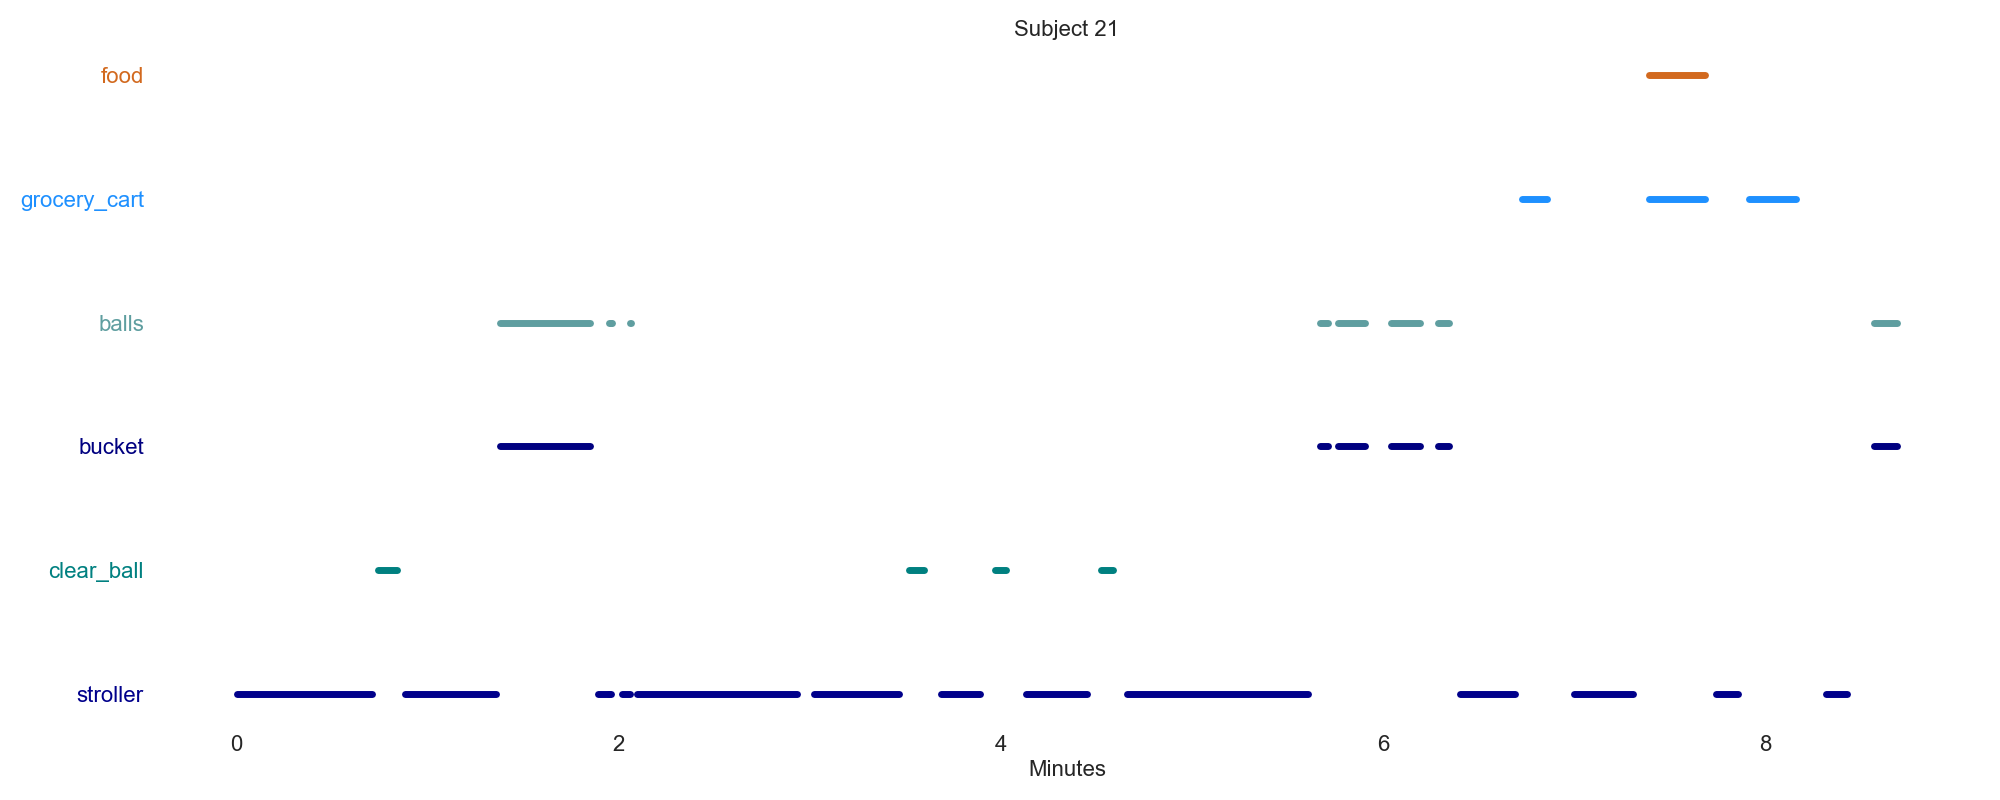 Subject 21
food
grocery_cart
balls
bucket
clear_ball
stroller
0 2 4 6 8
Minutes